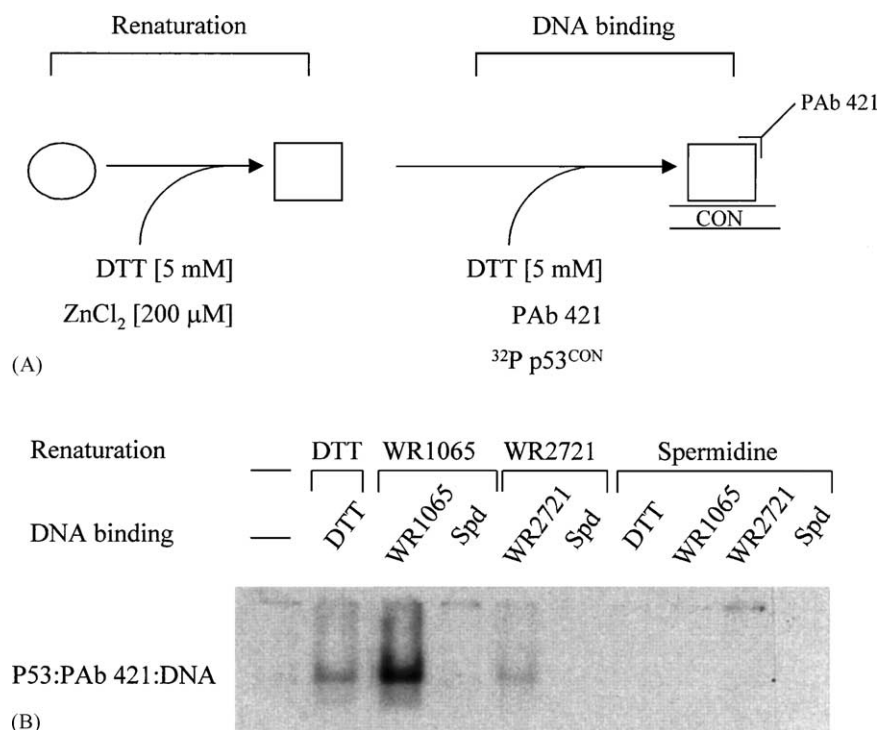 Renaturation
DNA binding
PAb 421
CON
DTT [5 mM]
ZnCl₂ [200 μM]
DTT [5 mM]
PAb 421
³²P p53ᶜᴼᴺ
(A)
Renaturation DTT WR1065 WR2721 Spermidine
DNA binding DTT WR1065 Spd WR2721 Spd DTT WR1065 WR2721 Spd
P53:PAb 421:DNA
(B)